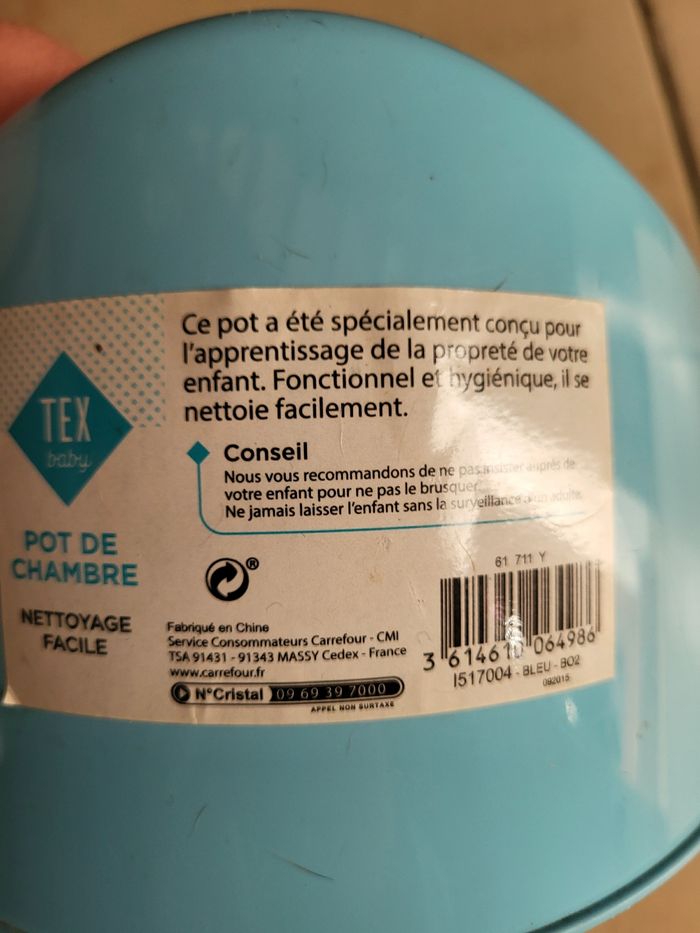 Ce pot a été spécialement conçu pour
l'apprentissage de la propreté de votre
enfant. Fonctionnel et hygiénique, il se
nettoie facilement.
TEX
baby
POT DE
CHAMBRE
NETTOYAGE
FACILE
Conseil
Nous vous recommandons de ne pas insister auprès de
votre enfant pour ne pas le brusquer.
Ne jamais laisser l'enfant sans la surveillance d'un adulte.
®
Fabriqué en Chine
Service Consommateurs Carrefour - CMI
TSA 91431 - 91343 MASSY Cedex - France
www.carrefour.fr
N°Cristal 09 69 39 7000
APPEL NON SURTAXÉ
61 711 Y
3 614610 064986
I517004 - BLEU - B02
092015